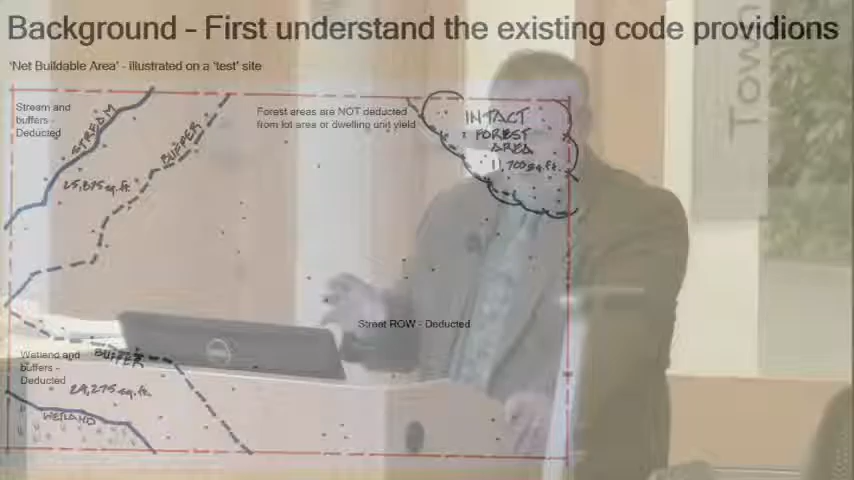 Background - First understand the existing code providions
'Net Buildable Area' - illustrated on a 'test' site
Stream and
buffers -
Deducted
STREAM
BUFFER
25,875 sq.ft.
Forest areas are NOT deducted
from lot area or dwelling unit yield
INTACT
FOREST
AREA
11,700 sq.ft.
Town
Street ROW - Deducted
Wetland and
buffers -
Deducted
BUFFER
29,275 sq.ft.
WETLAND
DELL